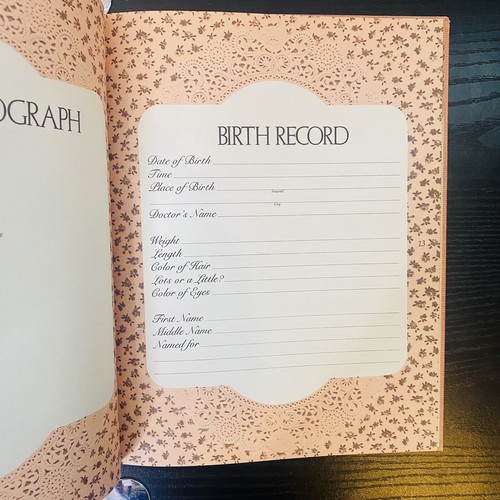 OGRAPH
BIRTH RECORD
Date of Birth
Time
Place of Birth
Hospital
City
Doctor's Name
Weight
Length
Color of Hair
Lots or a Little?
Color of Eyes
First Name
Middle Name
Named for
13